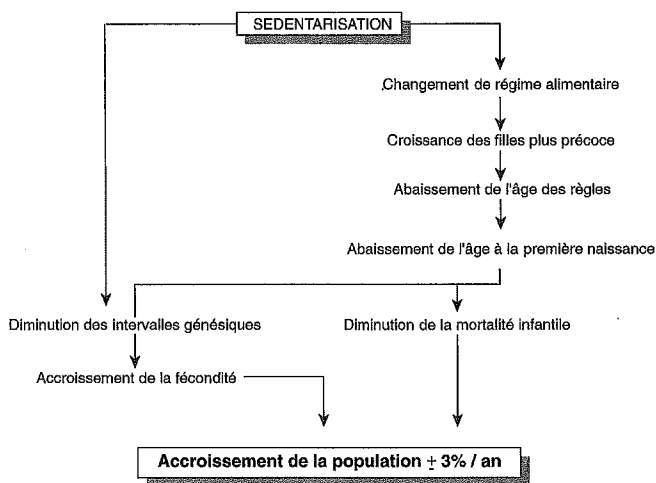 SEDENTARISATION
Changement de régime alimentaire
Croissance des filles plus précoce
Abaissement de l'âge des règles
Abaissement de l'âge à la première naissance
Diminution des intervalles génésiques
Diminution de la mortalité infantile
Accroissement de la fécondité
Accroissement de la population ± 3% / an